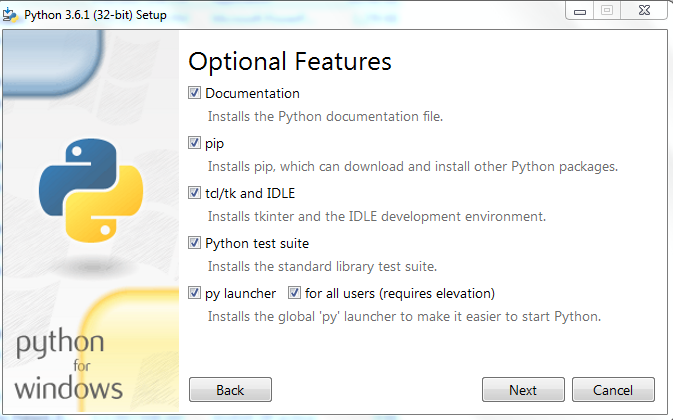 Python 3.6.1 (32-bit) Setup
Optional Features
Documentation
Installs the Python documentation file.
pip
Installs pip, which can download and install other Python packages.
tcl/tk and IDLE
Installs tkinter and the IDLE development environment.
Python test suite
Installs the standard library test suite.
py launcher for all users (requires elevation)
Installs the global 'py' launcher to make it easier to start Python.
python
for
windows
Back Next Cancel